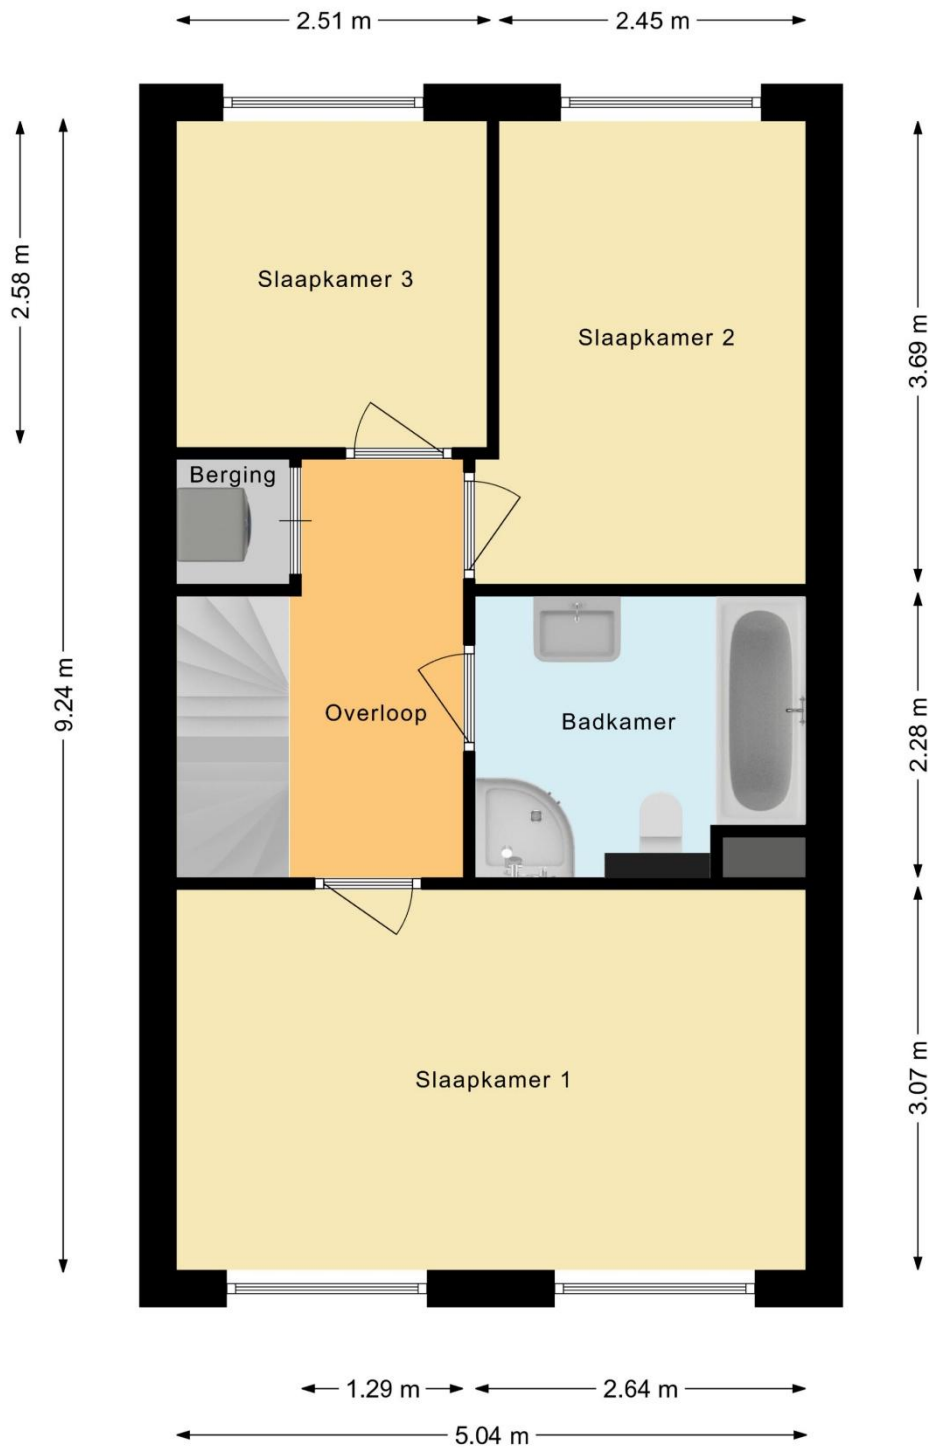 2.51 m
2.45 m
2.58 m
Slaapkamer 3
Slaapkamer 2
3.69 m
Berging
9.24 m
Overloop
Badkamer
2.28 m
Slaapkamer 1
3.07 m
1.29 m
2.64 m
5.04 m